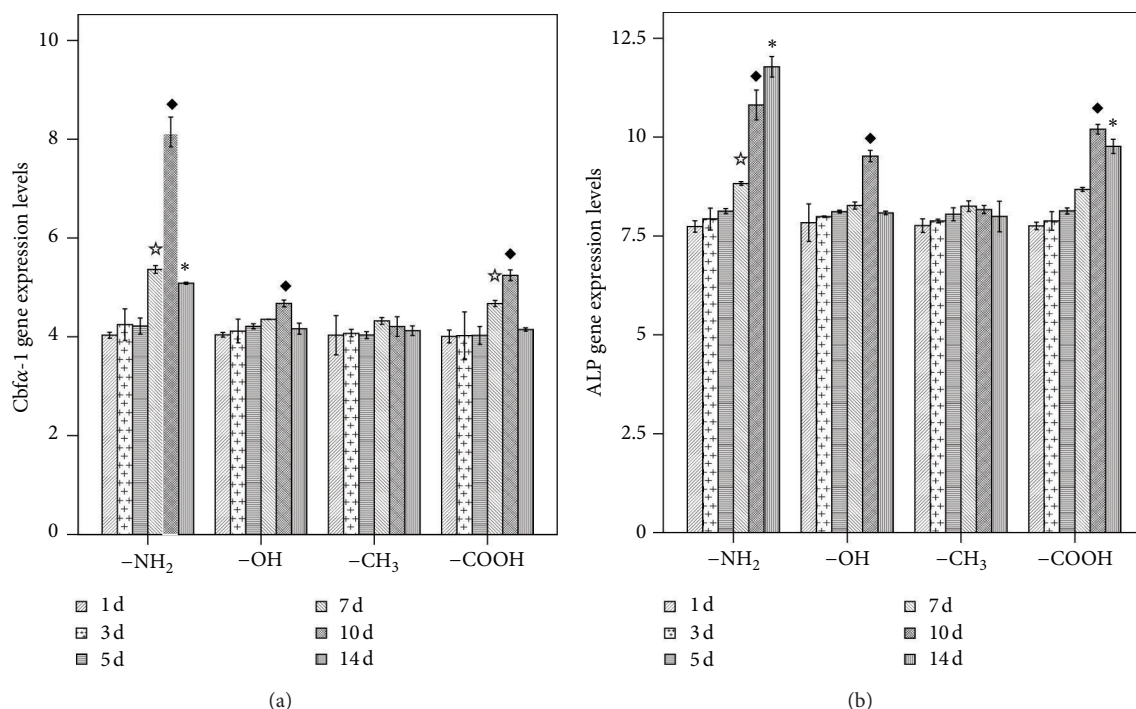 10
8
6
4
2
0
Cbfα-1 gene expression levels
* 
−NH₂ −OH −CH₃ −COOH
1 d 7 d
3 d 10 d
5 d 14 d
(a)
12.5
10
7.5
5
2.5
0
ALP gene expression levels
* *
−NH₂ −OH −CH₃ −COOH
1 d 7 d
3 d 10 d
5 d 14 d
(b)